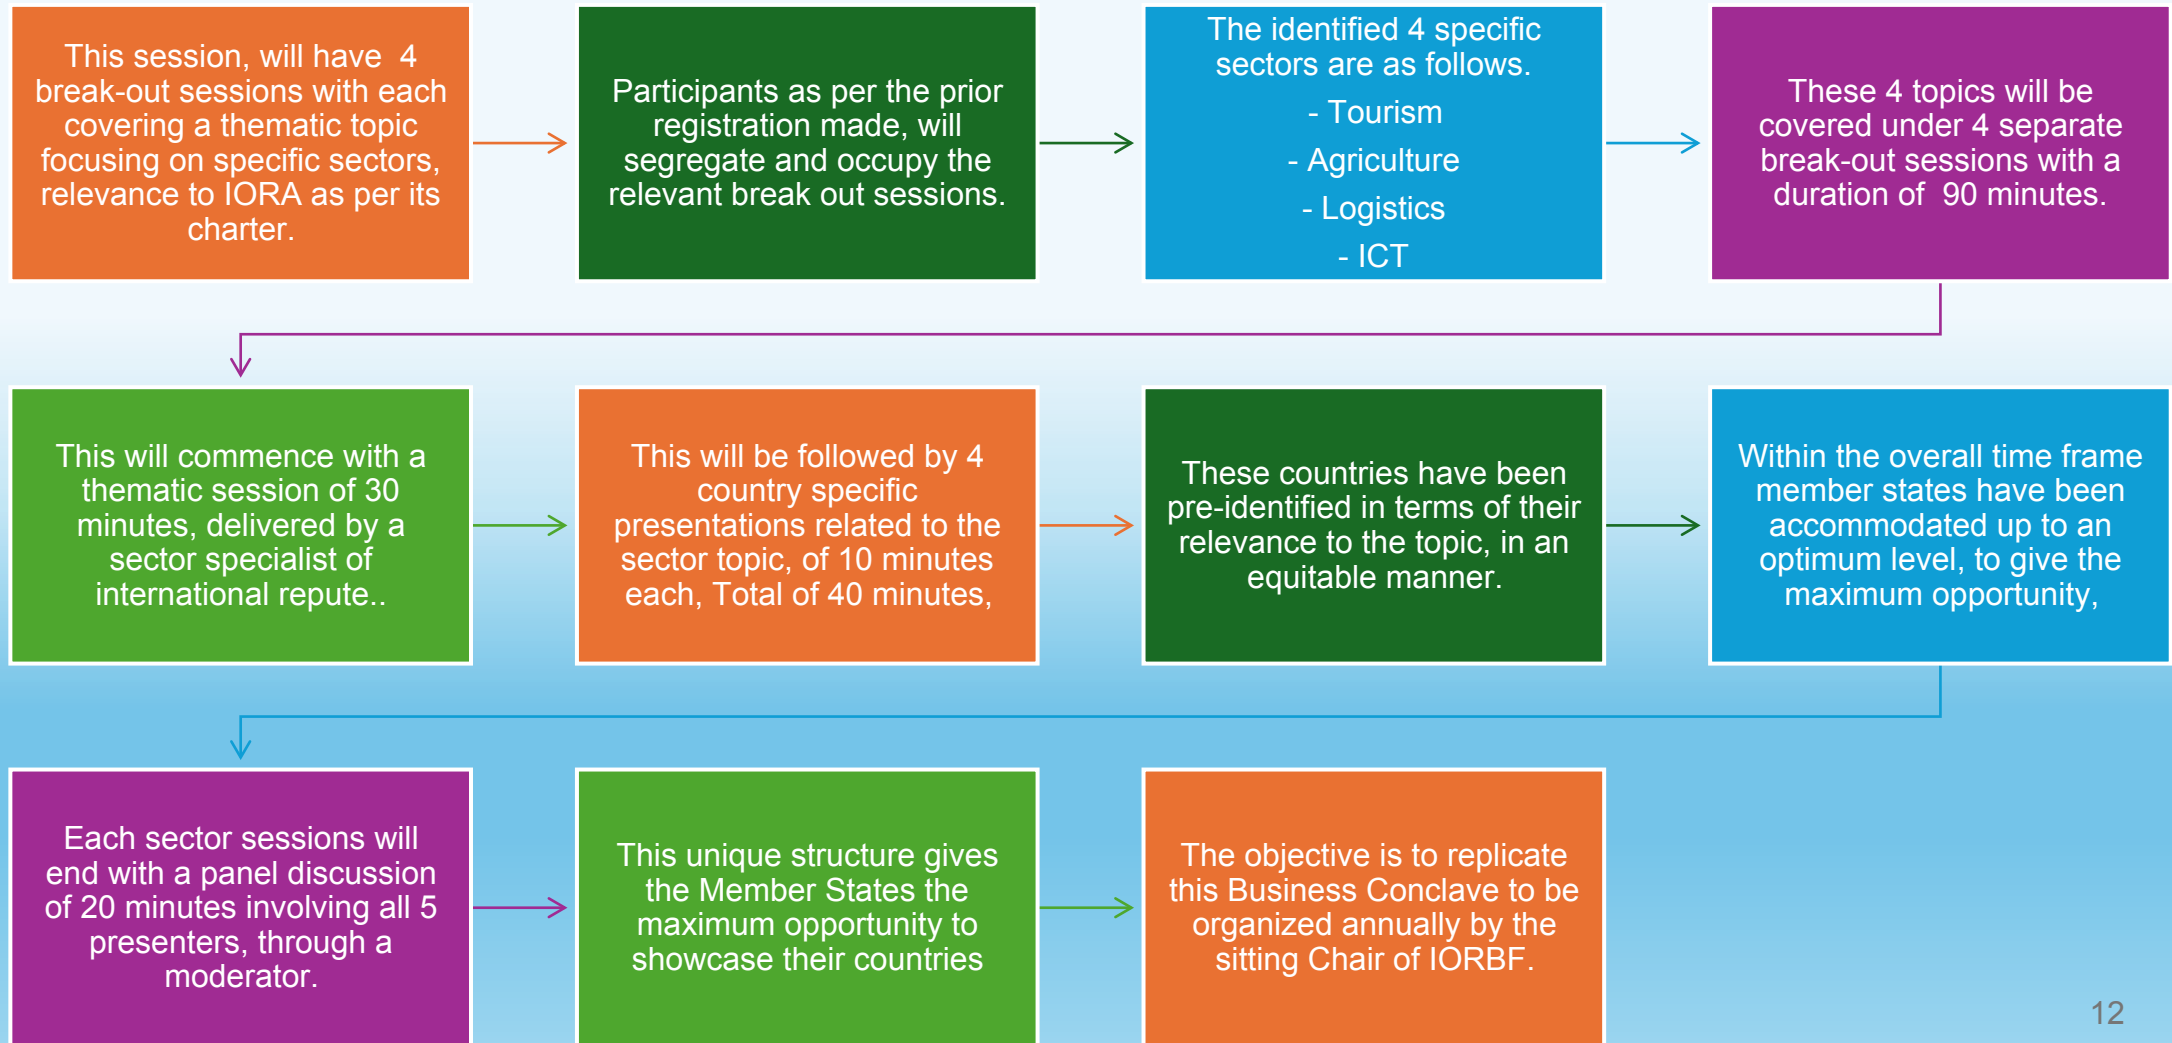 This session, will have  4
break-out sessions with each
covering a thematic topic
focusing on specific sectors,
relevance to IORA as per its
charter.
Participants as per the prior
registration made, will
segregate and occupy the
relevant break out sessions.
The identified 4 specific
sectors are as follows.
- Tourism
- Agriculture
- Logistics
- ICT
These 4 topics will be
covered under 4 separate
break-out sessions with a
duration of  90 minutes.
This will commence with a
thematic session of 30
minutes, delivered by a
sector specialist of
international repute..
This will be followed by 4
country specific
presentations related to the
sector topic, of 10 minutes
each, Total of 40 minutes,
These countries have been
pre-identified in terms of their
relevance to the topic, in an
equitable manner.
Within the overall time frame
member states have been
accommodated up to an
optimum level, to give the
maximum opportunity,
Each sector sessions will
end with a panel discussion
of 20 minutes involving all 5
presenters, through a
moderator.
This unique structure gives
the Member States the
maximum opportunity to
showcase their countries
The objective is to replicate
this Business Conclave to be
organized annually by the
sitting Chair of IORBF.
12